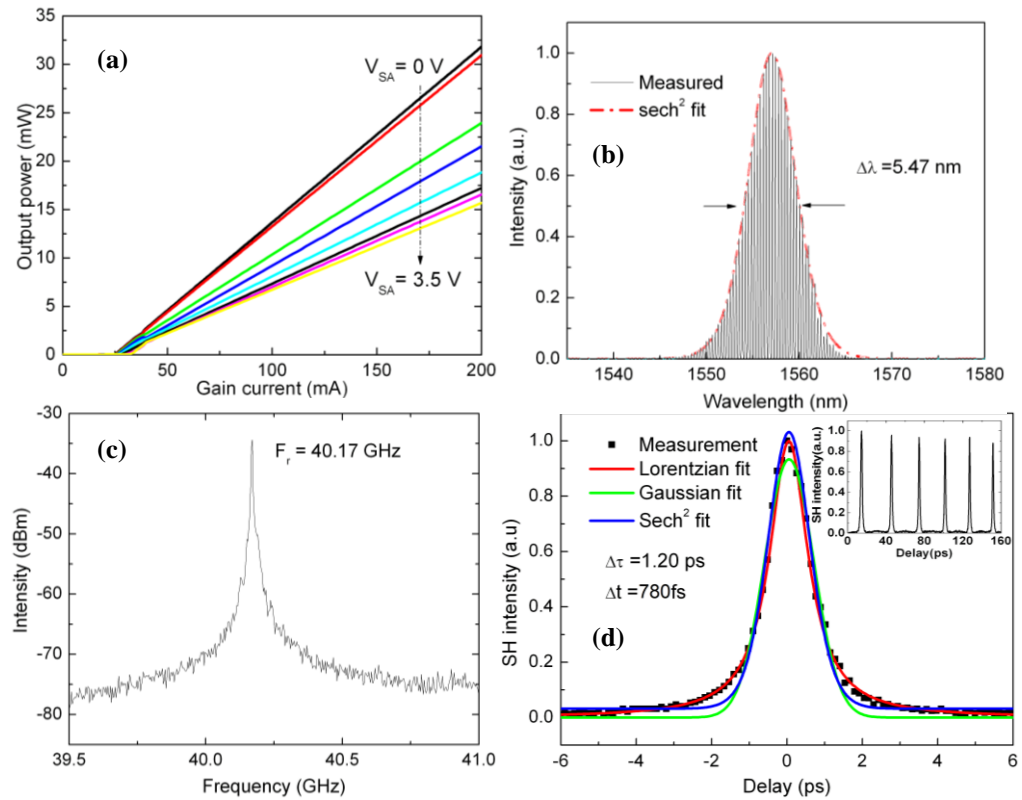 35
30
25
20
15
10
5
0
Output power (mW)
(a)
V_SA = 0 V
V_SA = 3.5 V
0 50 100 150 200
Gain current (mA)
1.0
0.8
0.6
0.4
0.2
0.0
Intensity (a.u.)
Measured
sech² fit
(b)
Δλ =5.47 nm
1540 1550 1560 1570 1580
Wavelength (nm)
-30
-40
-50
-60
-70
-80
Intensity (dBm)
(c)
F_r = 40.17 GHz
39.5 40.0 40.5 41.0
Frequency (GHz)
1.0
0.8
0.6
0.4
0.2
0.0
SH intensity (a.u)
Measurement
Lorentzian fit
Gaussian fit
Sech² fit
Δτ =1.20 ps
Δt =780fs
(d)
1.0
0.8
0.6
0.4
0.2
0.0
SH intensity(a.u.)
0 40 80 120 160
Delay(ps)
-6 -4 -2 0 2 4 6
Delay (ps)